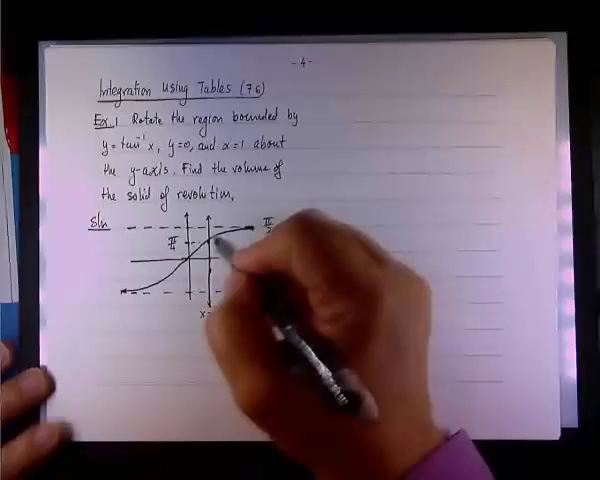 - 4 -
Integration Using Tables (7.6)
Ex.1 Rotate the region bounded by
y = tan⁻¹ x, y = 0, and x = 1 about
the y-axis. Find the volume of
the solid of revolution.
Sln
π/2
π/4
x =